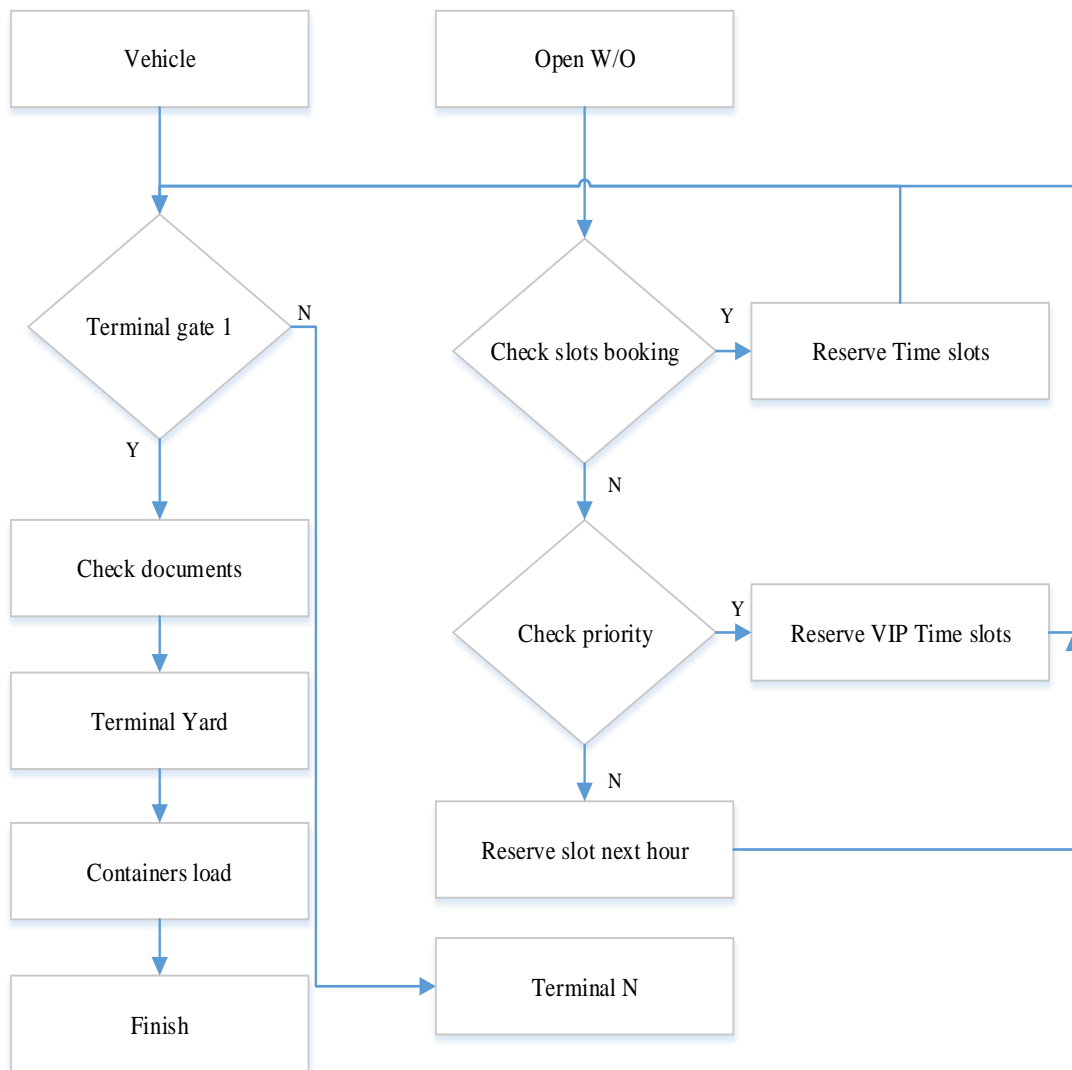 Vehicle
Open W/O
Terminal gate 1
N
Y
Check slots booking
Y
N
Reserve Time slots
Check documents
Check priority
Y
N
Reserve VIP Time slots
Terminal Yard
Reserve slot next hour
Containers load
Terminal N
Finish